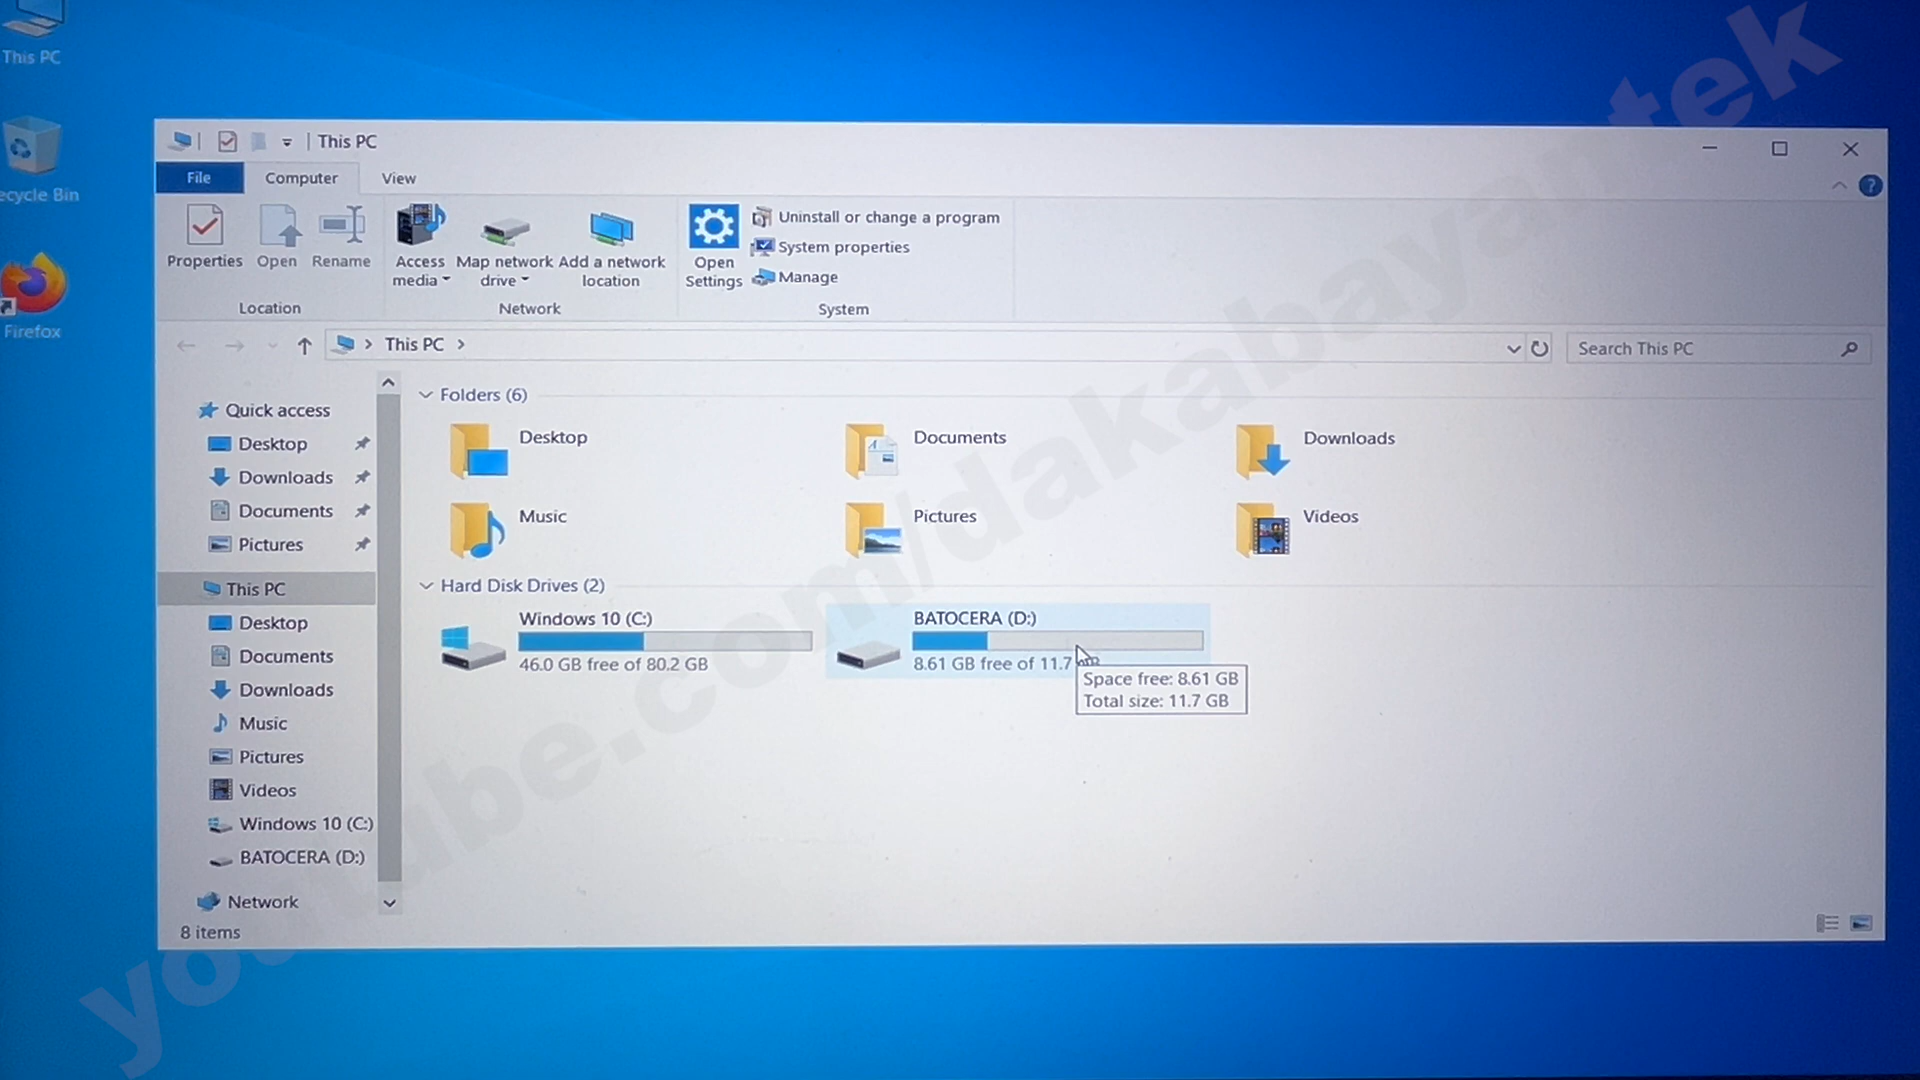 This PC
ecycle Bin
Firefox
This PC
File Computer View
Properties Open Rename
Location
Access media
Map network drive
Add a network location
Network
Open Settings
Uninstall or change a program
System properties
Manage
System
This PC
Search This PC
Quick access
Desktop
Downloads
Documents
Pictures
This PC
Desktop
Documents
Downloads
Music
Pictures
Videos
Windows 10 (C:)
BATOCERA (D:)
Network
Folders (6)
Desktop
Documents
Downloads
Music
Pictures
Videos
Hard Disk Drives (2)
Windows 10 (C:)
46.0 GB free of 80.2 GB
BATOCERA (D:)
8.61 GB free of 11.7
Space free: 8.61 GB
Total size: 11.7 GB
8 items
youtube.com/dakabayantek